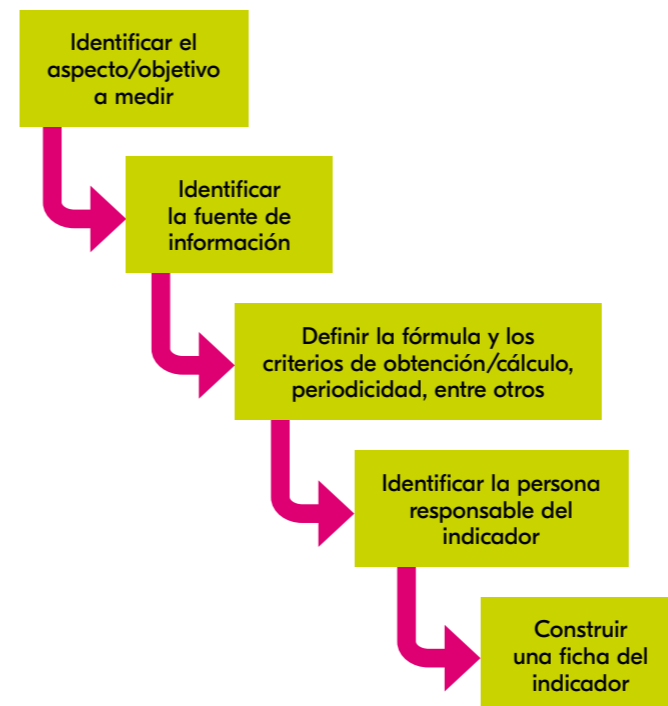 Identificar el
aspecto/objetivo
a medir
Identificar
la fuente de
información
Definir la fórmula y los
criterios de obtención/cálculo,
periodicidad, entre otros
Identificar la persona
responsable del
indicador
Construir
una ficha del
indicador